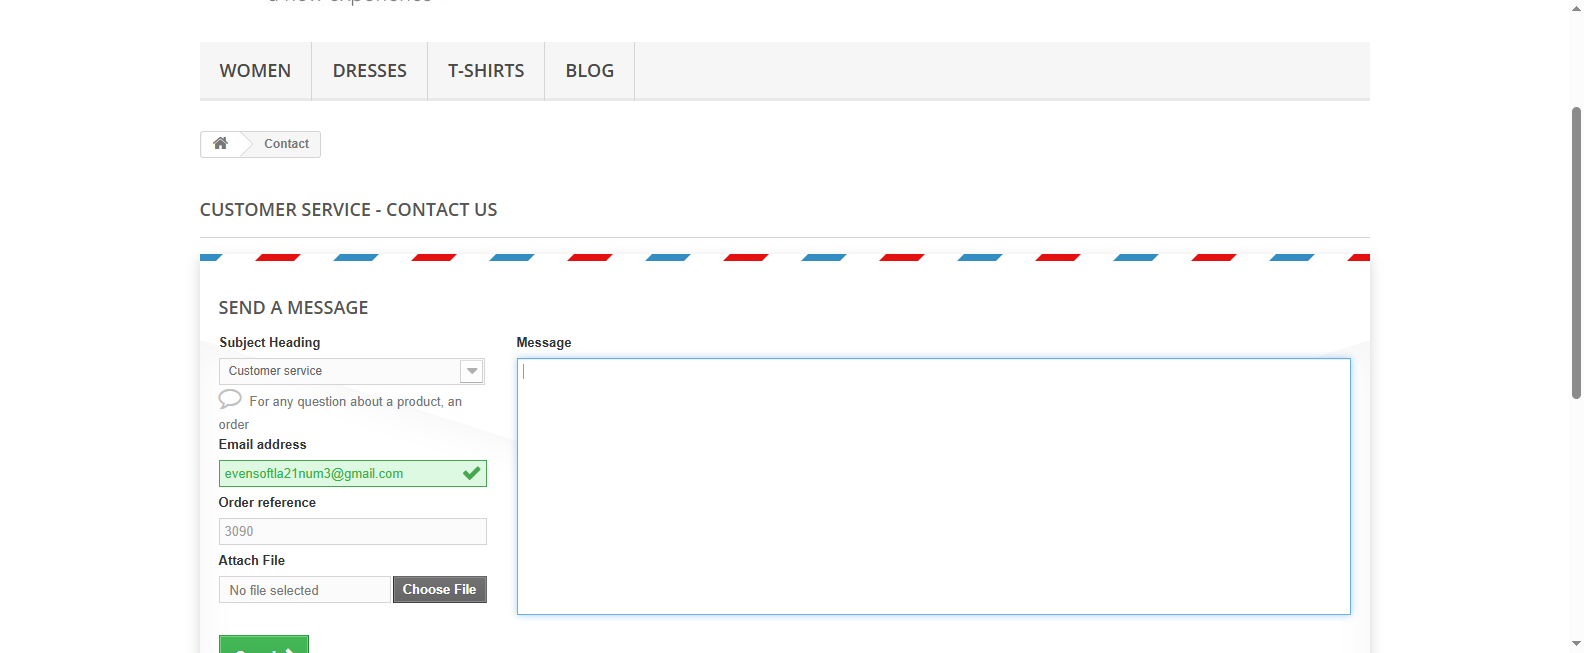 a new experience
WOMEN DRESSES T-SHIRTS BLOG
Contact
CUSTOMER SERVICE - CONTACT US
SEND A MESSAGE
Subject Heading
Customer service
For any question about a product, an
order
Email address
evensoftla21num3@gmail.com
Order reference
3090
Attach File
No file selected Choose File
Message